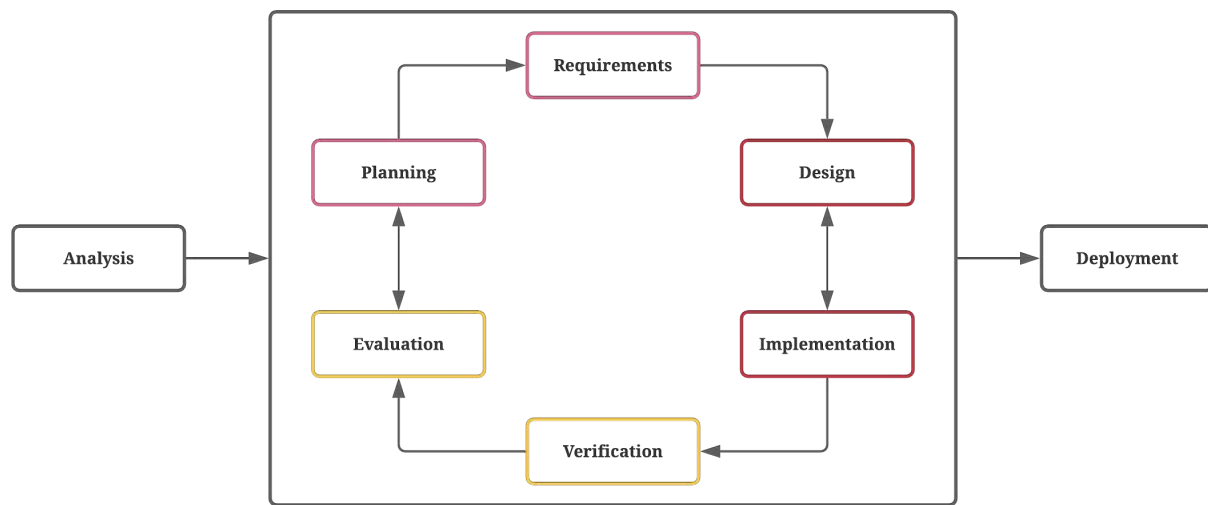 Requirements
Planning
Design
Analysis
Deployment
Evaluation
Implementation
Verification